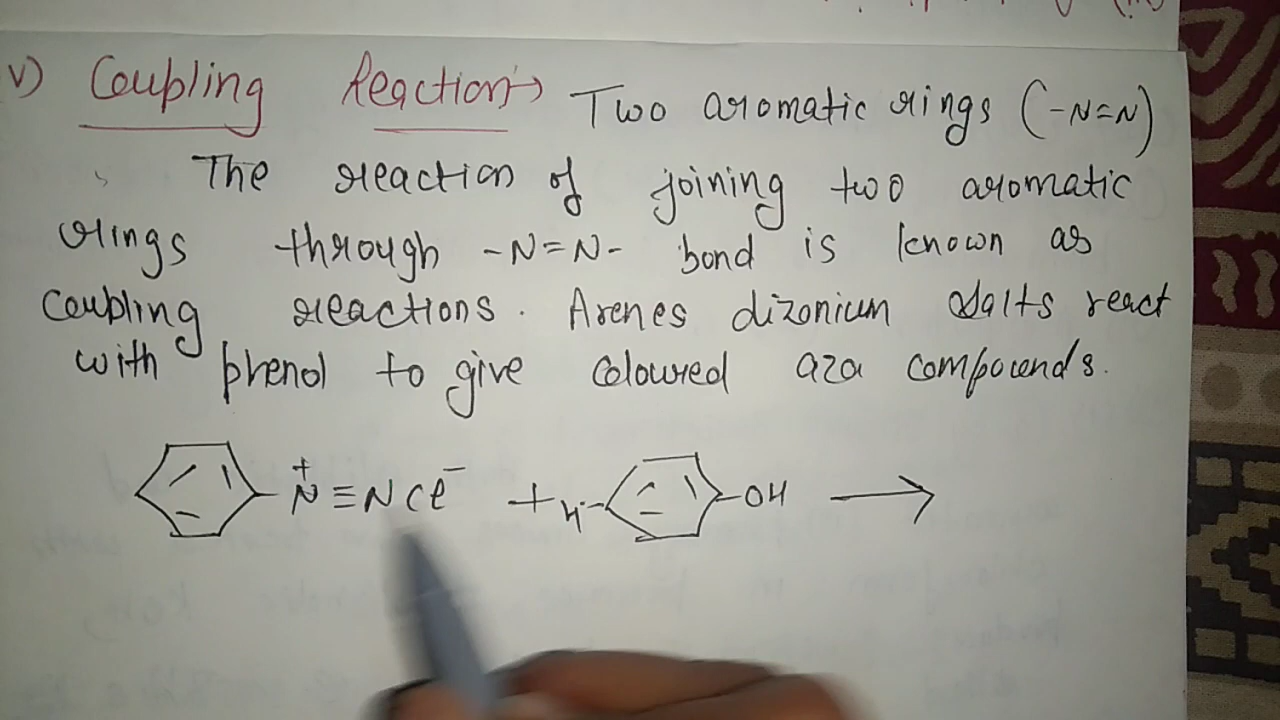 v) Coupling Reaction → Two aromatic rings (-N=N)
The reaction of joining two aromatic
rings through -N=N- bond is known as
Coupling reactions. Arenes dizonium Salts react
with phenol to give Coloured aza compounds.
N⁺≡NCl⁻ + H- -OH →